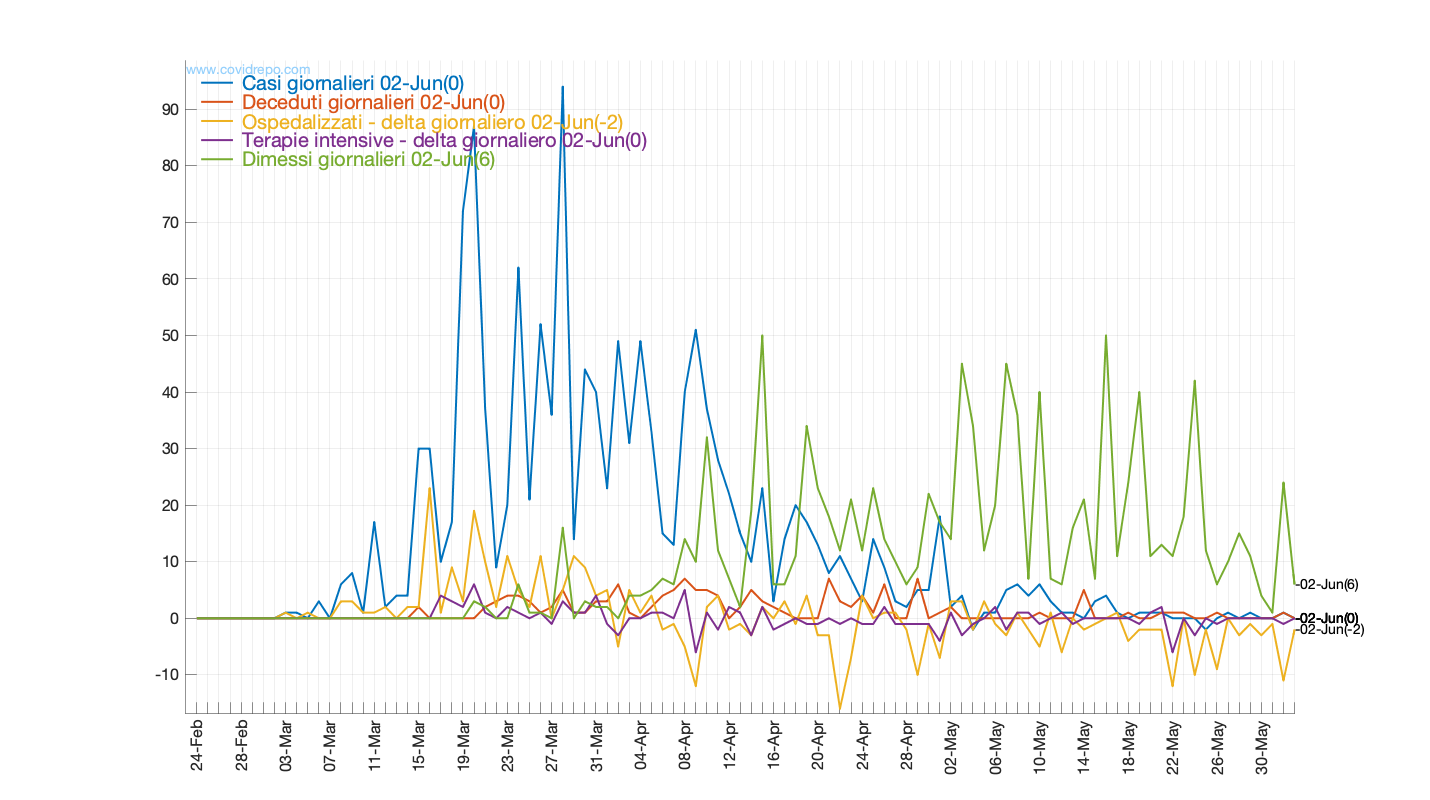 www.covidrepo.com
Casi giornalieri 02-Jun(0)
Deceduti giornalieri 02-Jun(0)
Ospedalizzati - delta giornaliero 02-Jun(-2)
Terapie intensive - delta giornaliero 02-Jun(0)
Dimessi giornalieri 02-Jun(6)
90
80
70
60
50
40
30
20
10
0
-10
-02-Jun(6)
-02-Jun(0)
-02-Jun(-2)
24-Feb
28-Feb
03-Mar
07-Mar
11-Mar
15-Mar
19-Mar
23-Mar
27-Mar
31-Mar
04-Apr
08-Apr
12-Apr
16-Apr
20-Apr
24-Apr
28-Apr
02-May
06-May
10-May
14-May
18-May
22-May
26-May
30-May